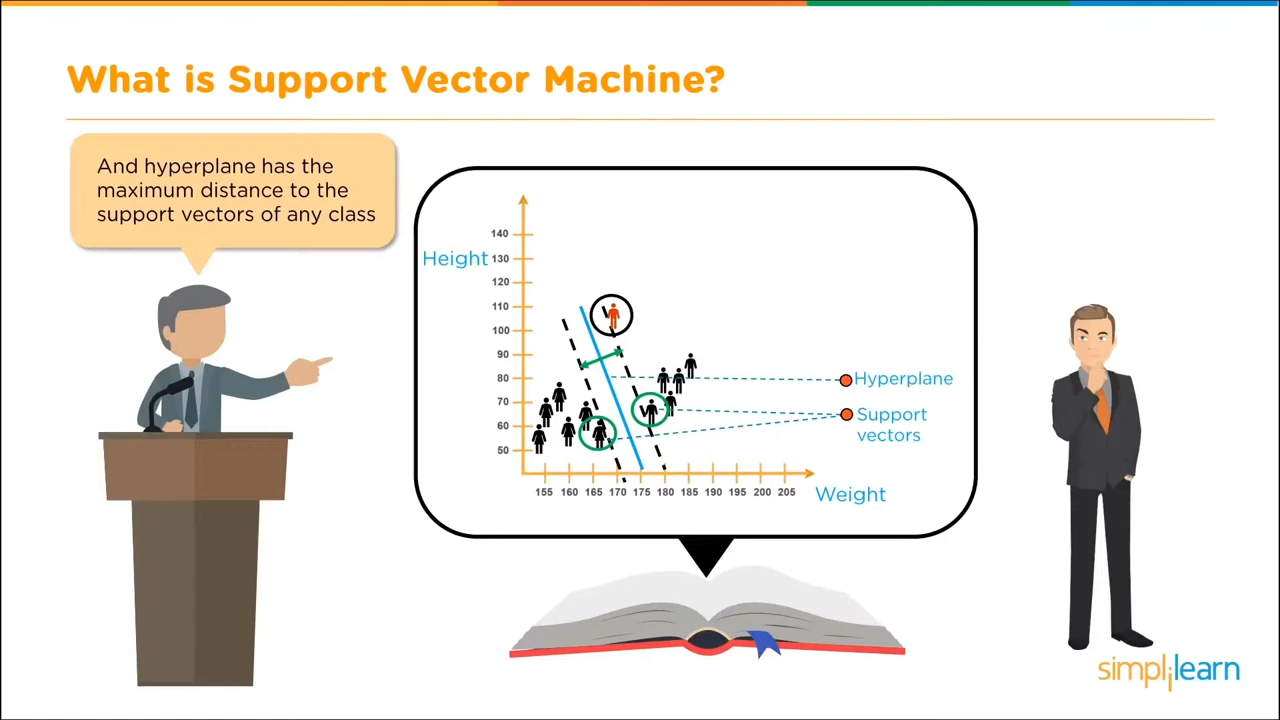 What is Support Vector Machine?
And hyperplane has the
maximum distance to the
support vectors of any class
Height
140
130
120
110
100
90
80
70
60
50
155 160 165 170 175 180 185 190 195 200 205
Weight
Hyperplane
Support
vectors
simplilearn